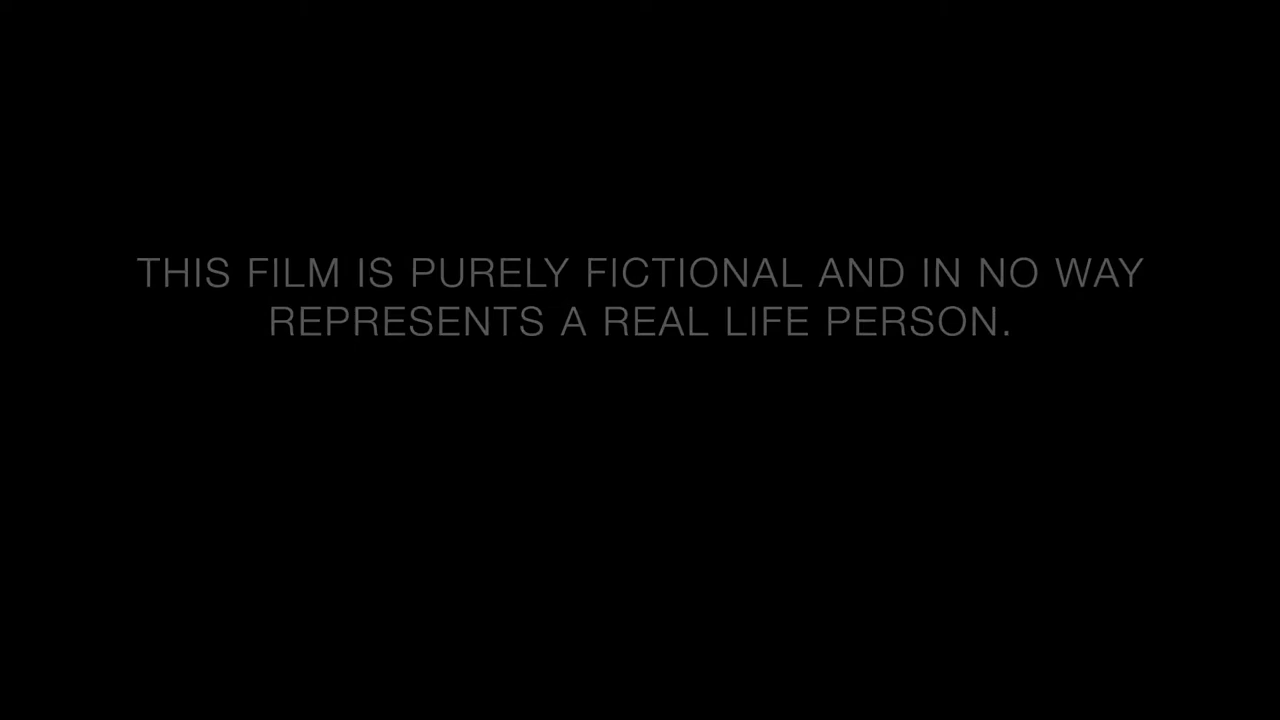 THIS FILM IS PURELY FICTIONAL AND IN NO WAY
REPRESENTS A REAL LIFE PERSON.